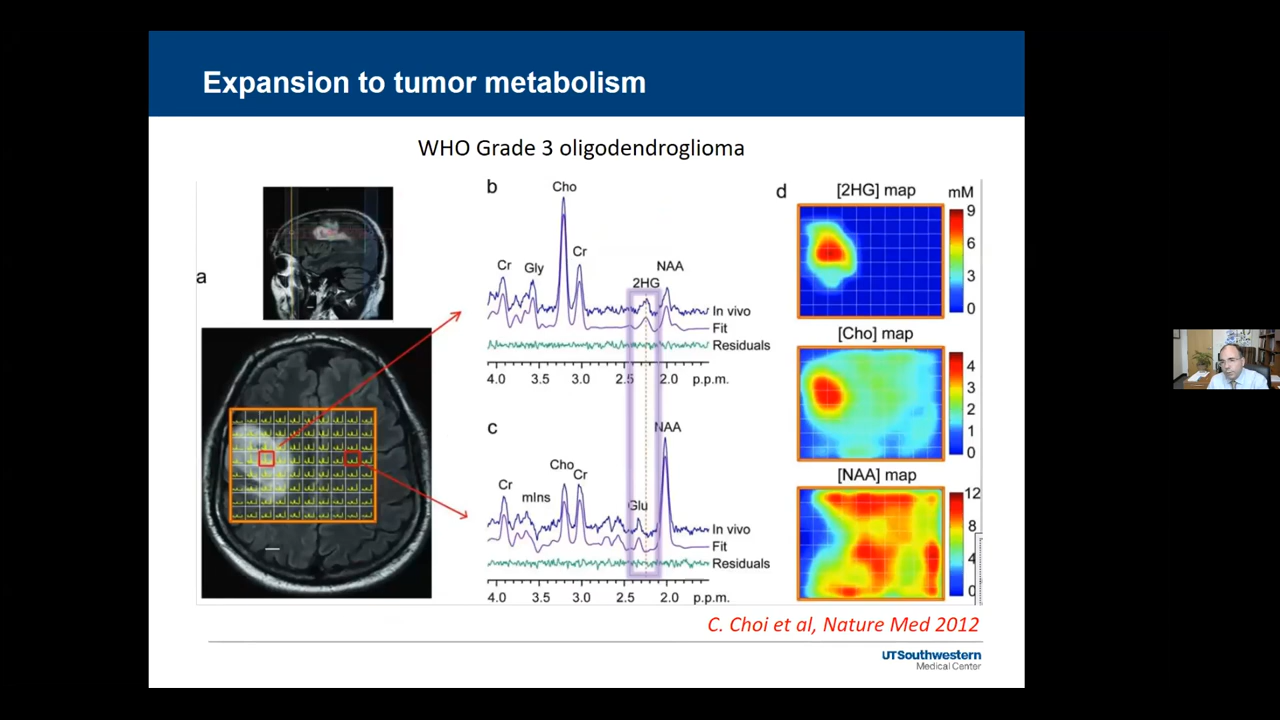 Expansion to tumor metabolism
WHO Grade 3 oligodendroglioma
a
b
Cho
Cr
Gly
Cr
2HG
NAA
In vivo
Fit
Residuals
4.0 3.5 3.0 2.5 2.0 p.p.m.
c
Cr
mIns
Cho
Cr
Glu
NAA
In vivo
Fit
Residuals
4.0 3.5 3.0 2.5 2.0 p.p.m.
d
[2HG] map
mM
9
6
3
0
[Cho] map
4
3
2
1
0
[NAA] map
12
8
4
0
C. Choi et al, Nature Med 2012
UTSouthwestern
Medical Center